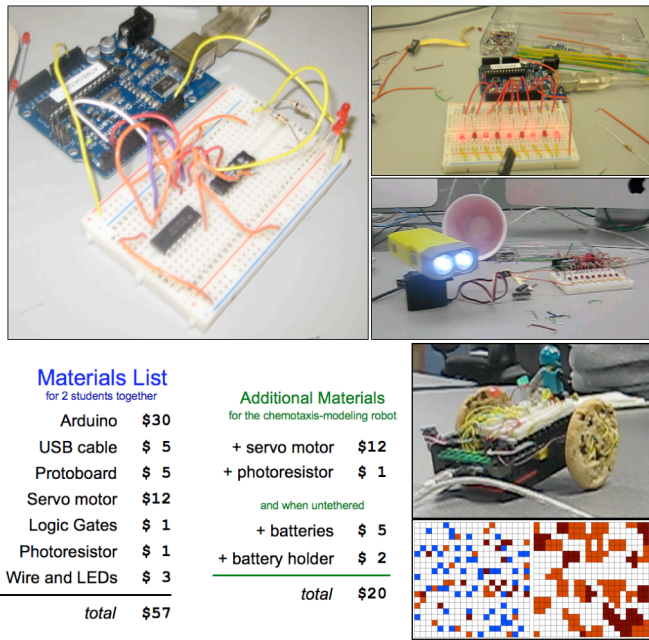 Materials List
for 2 students together
Arduino $30
USB cable $ 5
Protoboard $ 5
Servo motor $12
Logic Gates $ 1
Photoresistor $ 1
Wire and LEDs $ 3
total $57
Additional Materials
for the chemotaxis-modeling robot
+ servo motor $12
+ photoresistor $ 1
and when untethered
+ batteries $ 5
+ battery holder $ 2
total $20